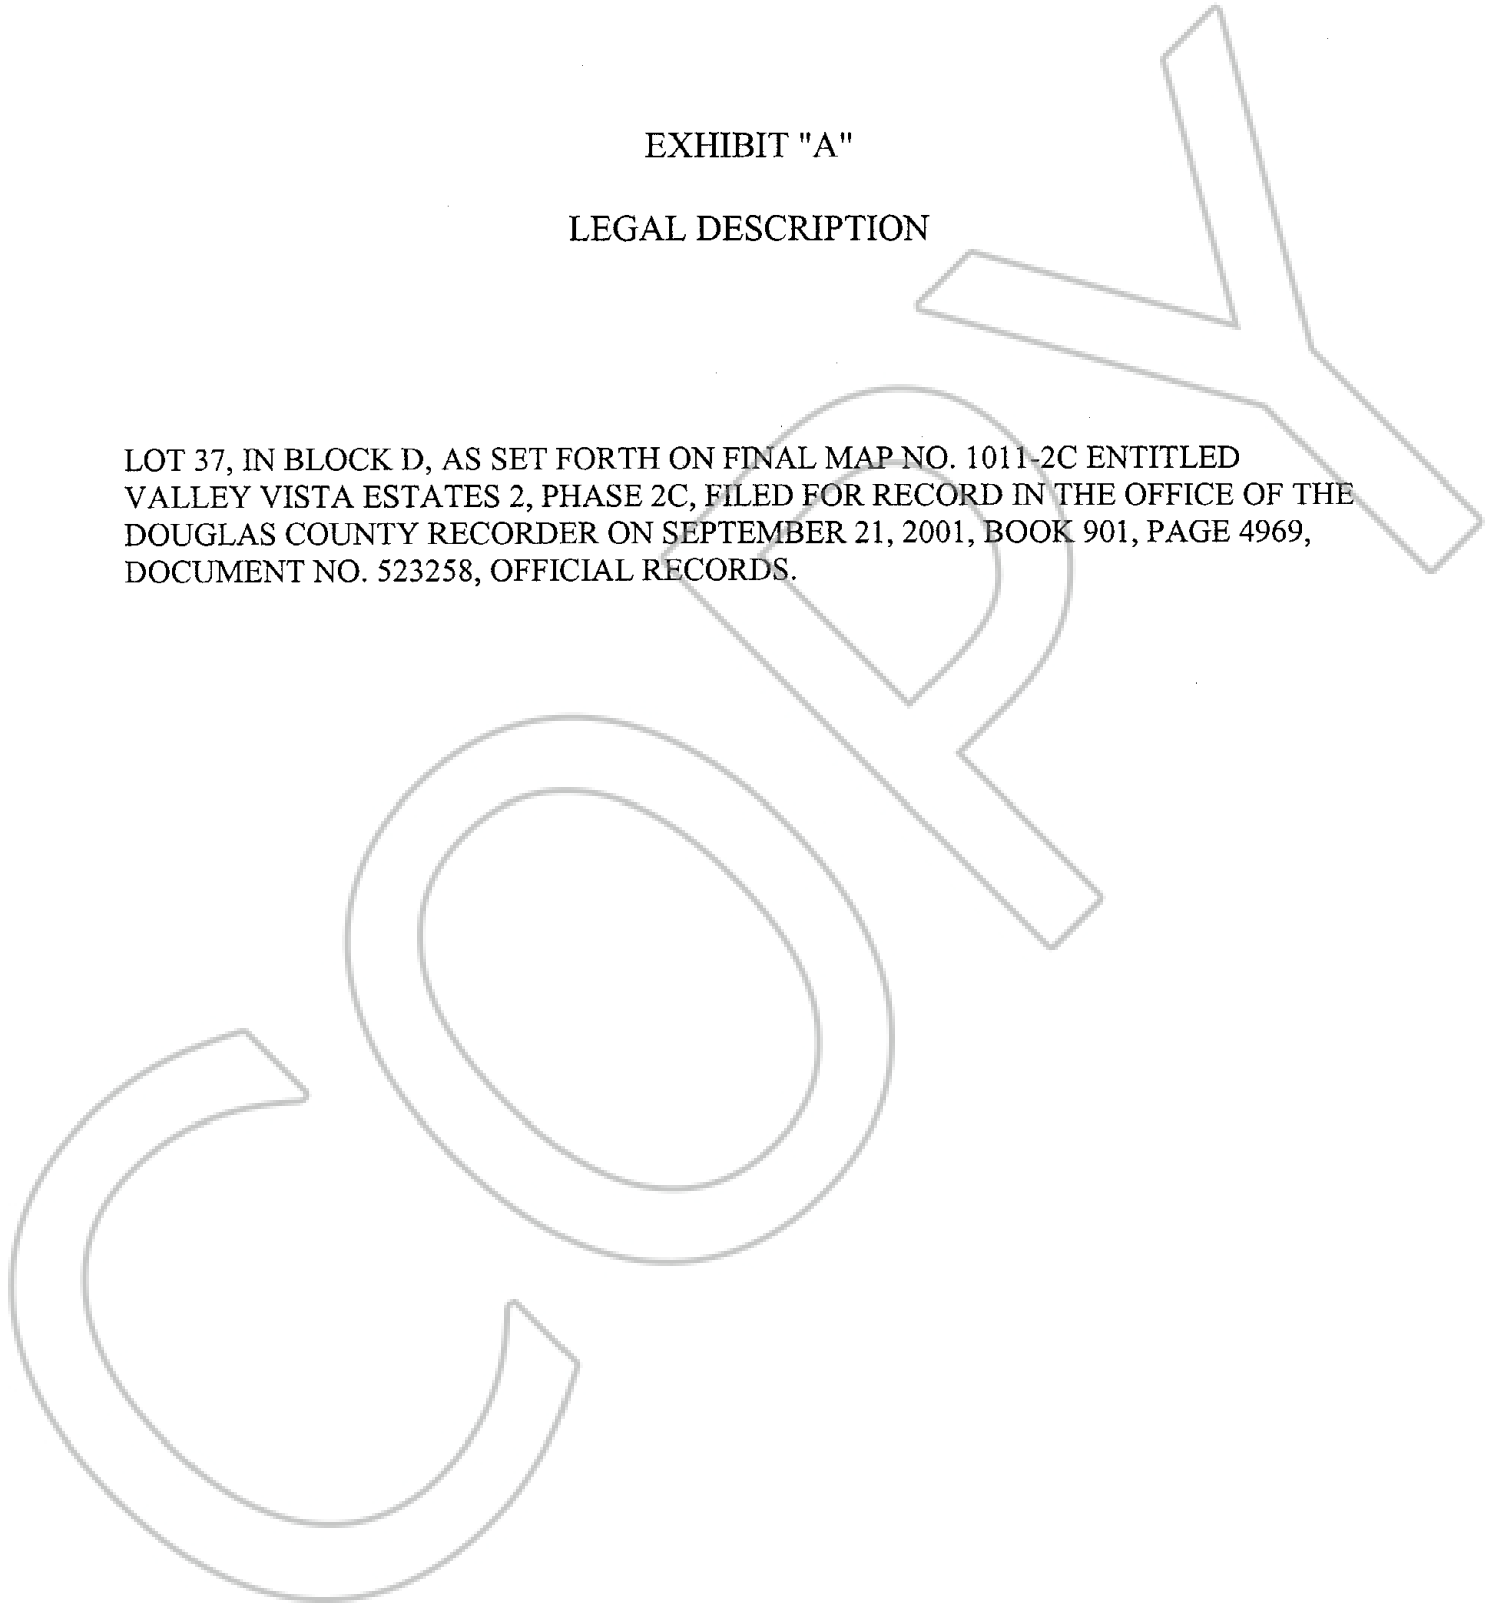 EXHIBIT "A"
LEGAL DESCRIPTION
LOT 37, IN BLOCK D, AS SET FORTH ON FINAL MAP NO. 1011-2C ENTITLED
VALLEY VISTA ESTATES 2, PHASE 2C, FILED FOR RECORD IN THE OFFICE OF THE
DOUGLAS COUNTY RECORDER ON SEPTEMBER 21, 2001, BOOK 901, PAGE 4969,
DOCUMENT NO. 523258, OFFICIAL RECORDS.
COPY